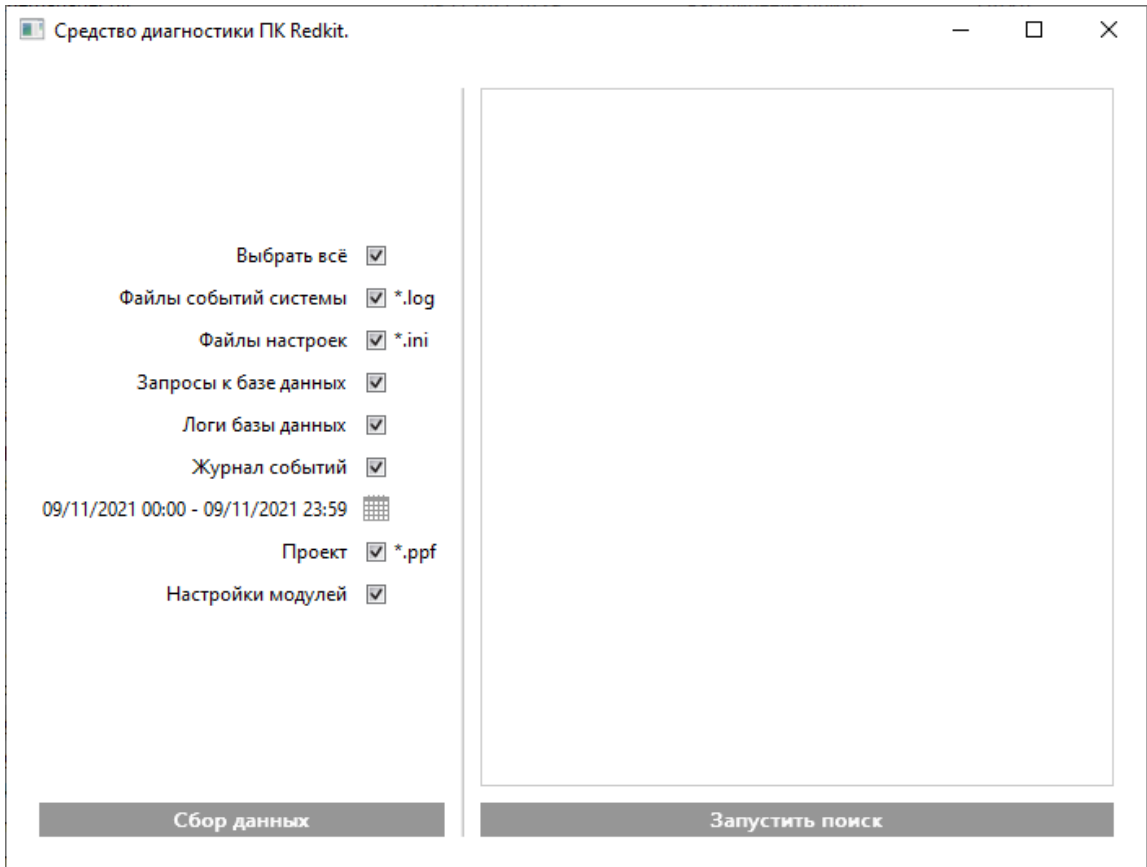 Средство диагностики ПК Redkit.
Выбрать всё
Файлы событий системы *.log
Файлы настроек *.ini
Запросы к базе данных
Логи базы данных
Журнал событий
09/11/2021 00:00 - 09/11/2021 23:59
Проект *.ppf
Настройки модулей
Сбор данных
Запустить поиск